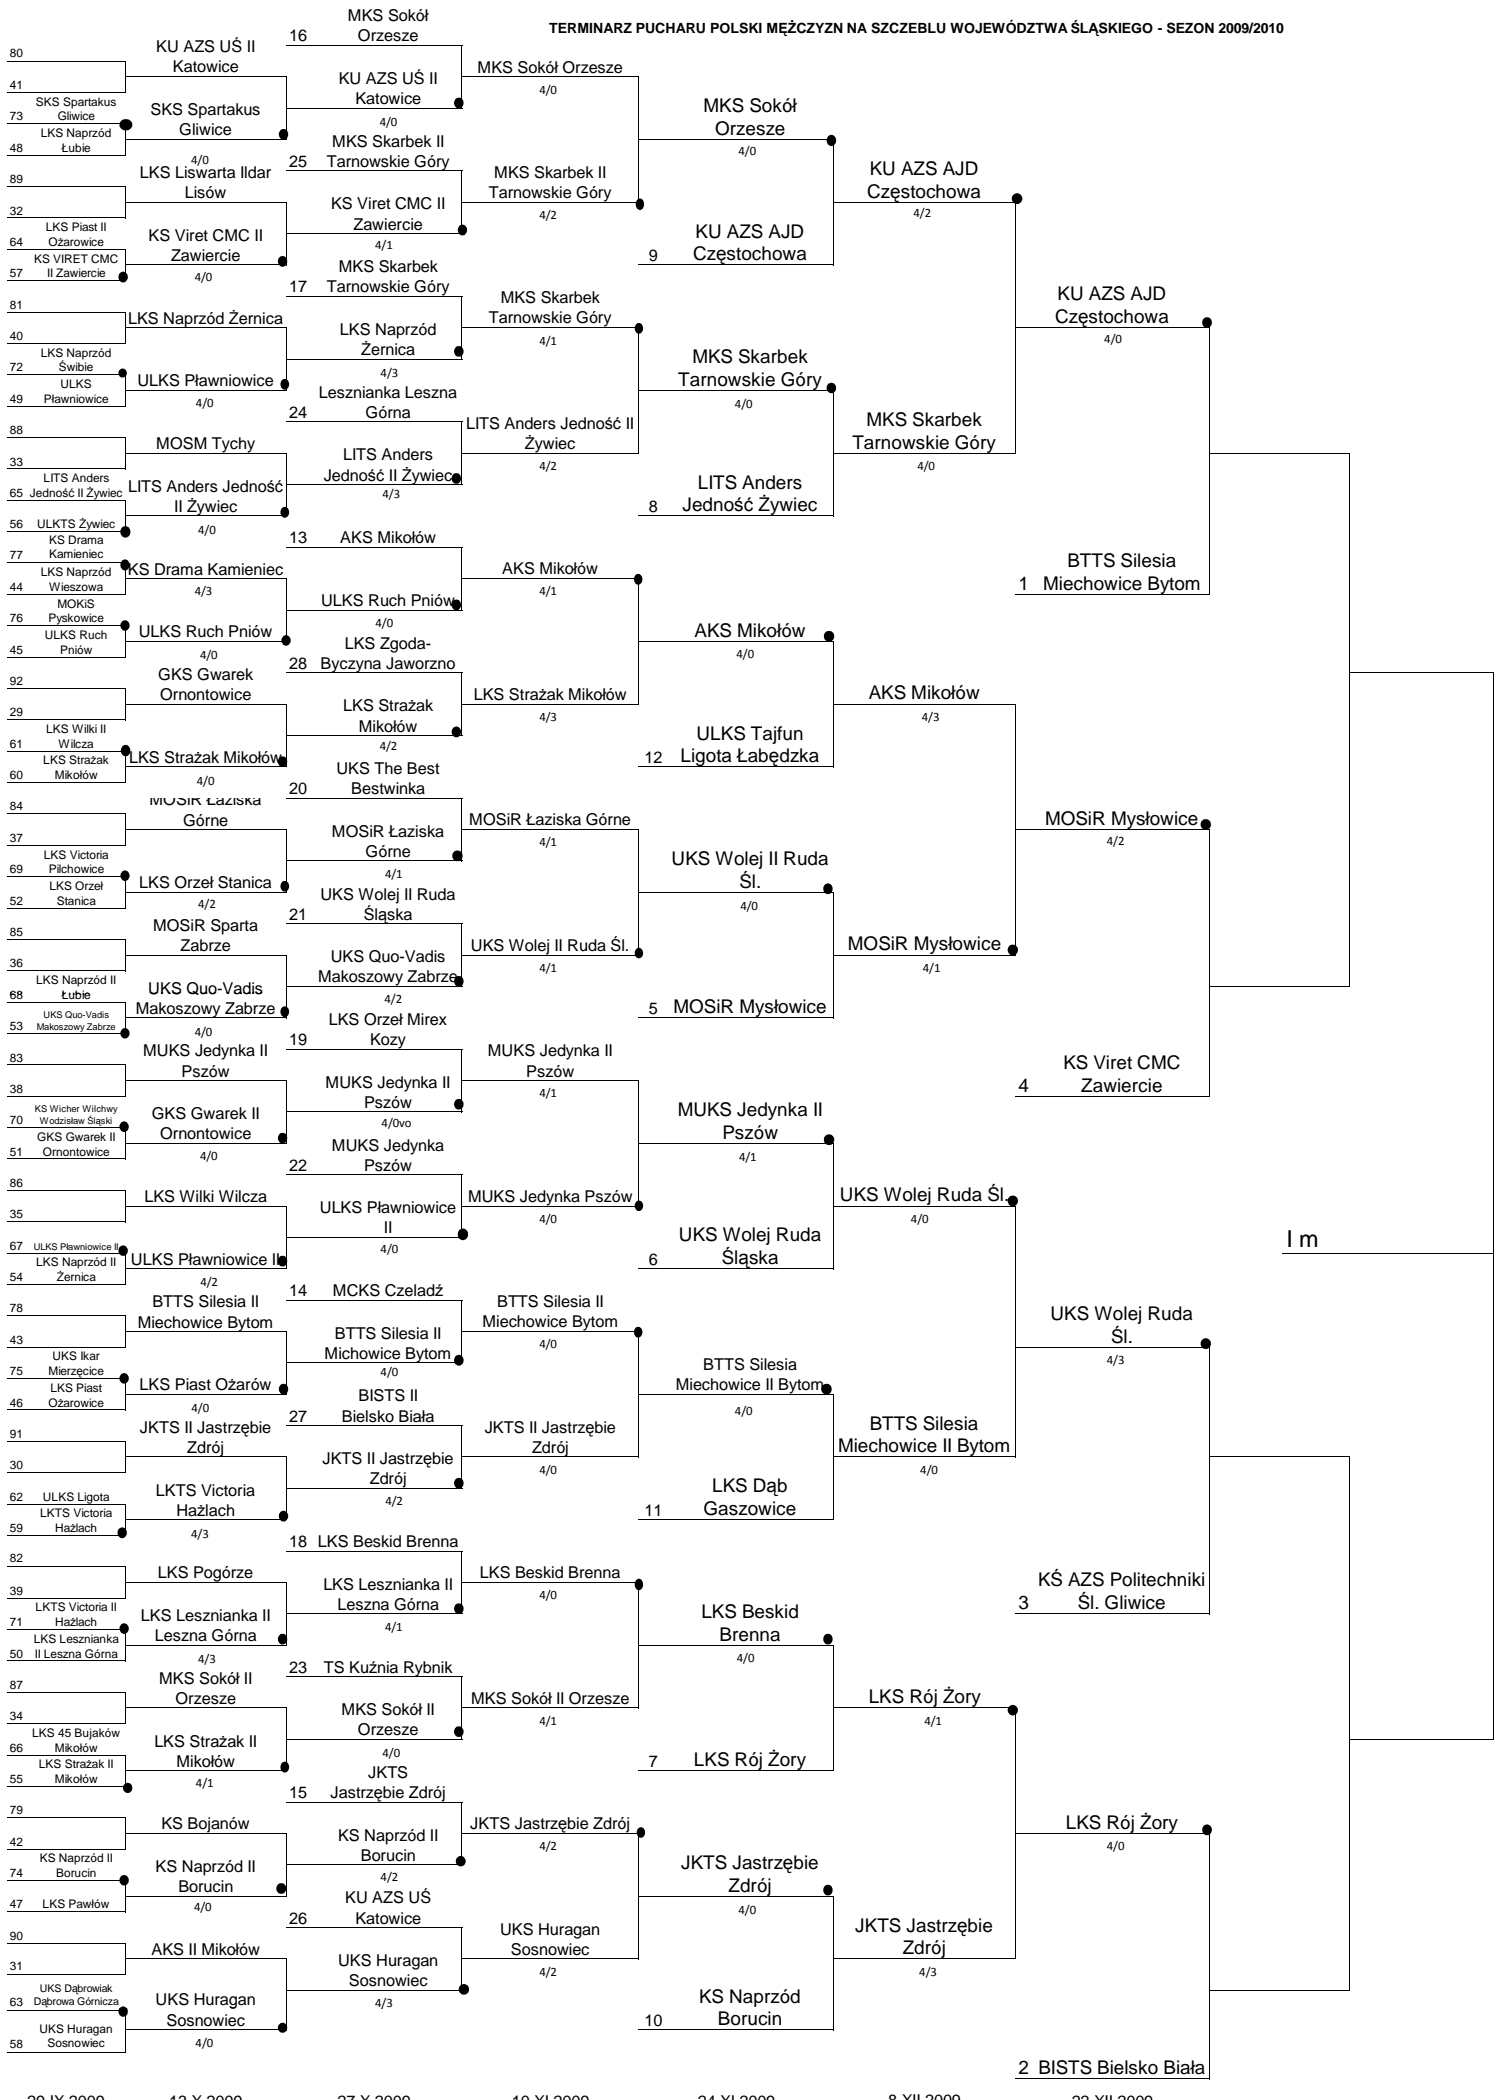 TERMINARZ PUCHARU POLSKI MĘŻCZYZN NA SZCZEBLU WOJEWÓDZTWA ŚLĄSKIEGO - SEZON 2009/2010
80
41
SKS Spartakus
73 Gliwice
LKS Naprzód
48 Łubie
89
32
LKS Piast II
64 Ożarowice
KS VIRET CMC
57 II Zawiercie
81
40
LKS Naprzód
72 Świbie
ULKS
49 Pławniowice
88
33
LITS Anders
65 Jedność II Żywiec
56 ULKTS Żywiec
KS Drama
77 Kamieniec
LKS Naprzód
44 Wieszowa
MOKiS
76 Pyskowice
ULKS Ruch
45 Pniów
92
29
LKS Wilki II
61 Wilcza
LKS Strażak
60 Mikołów
84
37
LKS Victoria
69 Pilchowice
LKS Orzeł
52 Stanica
85
36
LKS Naprzód II
68 Łubie
UKS Quo-Vadis
53 Makoszowy Zabrze
83
38
KS Wicher Wilchwy
70 Wodzisław Śląski
GKS Gwarek II
51 Ornontowice
86
35
67 ULKS Pławniowice II
LKS Naprzód II
54 Żernica
78
43
UKS Ikar
75 Mierzęcice
LKS Piast
46 Ożarowice
91
30
62 ULKS Ligota
LKTS Victoria
59 Hażlach
82
39
LKTS Victoria II
71 Hażlach
LKS Lesznianka
50 II Leszna Górna
87
34
LKS 45 Bujaków
66 Mikołów
LKS Strażak II
55 Mikołów
79
42
KS Naprzód II
74 Borucin
47 LKS Pawłów
90
31
UKS Dąbrowiak
63 Dąbrowa Górnicza
UKS Huragan
58 Sosnowiec
KU AZS UŚ II
Katowice
SKS Spartakus
Gliwice
4/0
LKS Liswarta Ildar
Lisów
KS Viret CMC II
Zawiercie
4/0
LKS Naprzód Żernica
ULKS Pławniowice
4/0
MOSM Tychy
LITS Anders Jedność
II Żywiec
4/0
KS Drama Kamieniec
4/3
ULKS Ruch Pniów
4/0
GKS Gwarek
Ornontowice
LKS Strażak Mikołów
4/0
MOSiR Łaziska
Górne
LKS Orzeł Stanica
4/2
MOSiR Sparta
Zabrze
UKS Quo-Vadis
Makoszowy Zabrze
4/0
MUKS Jedynka II
Pszów
GKS Gwarek II
Ornontowice
4/0
LKS Wilki Wilcza
ULKS Pławniowice II
4/2
BTTS Silesia II
Miechowice Bytom
LKS Piast Ożarów
4/0
JKTS II Jastrzębie
Zdrój
LKTS Victoria
Hażlach
4/3
LKS Pogórze
LKS Lesznianka II
Leszna Górna
4/3
MKS Sokół II
Orzesze
LKS Strażak II
Mikołów
4/1
KS Bojanów
KS Naprzód II
Borucin
4/0
AKS II Mikołów
UKS Huragan
Sosnowiec
4/0
MKS Sokół
16 Orzesze
KU AZS UŚ II
Katowice
4/0
MKS Skarbek II
25 Tarnowskie Góry
KS Viret CMC II
Zawiercie
4/1
MKS Skarbek
17 Tarnowskie Góry
LKS Naprzód
Żernica
4/3
Lesznianka Leszna
24 Górna
LITS Anders
Jedność II Żywiec
4/3
13 AKS Mikołów
ULKS Ruch Pniów
4/0
LKS Zgoda-
28 Byczyna Jaworzno
LKS Strażak
Mikołów
4/2
UKS The Best
20 Bestwinka
MOSiR Łaziska
Górne
4/1
UKS Wolej II Ruda
21 Śląska
UKS Quo-Vadis
Makoszowy Zabrze
4/2
LKS Orzeł Mirex
19 Kozy
MUKS Jedynka II
Pszów
4/0vo
MUKS Jedynka
22 Pszów
ULKS Pławniowice
II
4/0
14 MCKS Czeladź
BTTS Silesia II
Michowice Bytom
4/0
BISTS II
27 Bielsko Biała
JKTS II Jastrzębie
Zdrój
4/2
18 LKS Beskid Brenna
LKS Lesznianka II
Leszna Górna
4/1
23 TS Kuźnia Rybnik
MKS Sokół II
Orzesze
4/0
JKTS
15 Jastrzębie Zdrój
KS Naprzód II
Borucin
4/2
KU AZS UŚ
26 Katowice
UKS Huragan
Sosnowiec
4/3
MKS Sokół Orzesze
4/0
MKS Skarbek II
Tarnowskie Góry
4/2
MKS Skarbek
Tarnowskie Góry
4/1
LITS Anders Jedność II
Żywiec
4/2
AKS Mikołów
4/1
LKS Strażak Mikołów
4/3
MOSiR Łaziska Górne
4/1
UKS Wolej II Ruda Śl.
4/1
MUKS Jedynka II
Pszów
4/1
MUKS Jedynka Pszów
4/0
BTTS Silesia II
Miechowice Bytom
4/0
JKTS II Jastrzębie
Zdrój
4/0
LKS Beskid Brenna
4/0
MKS Sokół II Orzesze
4/1
JKTS Jastrzębie Zdrój
4/2
UKS Huragan
Sosnowiec
4/2
MKS Sokół
Orzesze
4/0
KU AZS AJD
9 Częstochowa
MKS Skarbek
Tarnowskie Góry
4/0
LITS Anders
8 Jedność Żywiec
AKS Mikołów
4/0
ULKS Tajfun
12 Ligota Łabędzka
UKS Wolej II Ruda
Śl.
4/0
5 MOSiR Mysłowice
MUKS Jedynka II
Pszów
4/1
UKS Wolej Ruda
6 Śląska
BTTS Silesia
Miechowice II Bytom
4/0
LKS Dąb
11 Gaszowice
LKS Beskid
Brenna
4/0
7 LKS Rój Żory
JKTS Jastrzębie
Zdrój
4/0
KS Naprzód
10 Borucin
KU AZS AJD
Częstochowa
4/2
MKS Skarbek
Tarnowskie Góry
4/0
AKS Mikołów
4/3
MOSiR Mysłowice
4/1
UKS Wolej Ruda Śl.
4/0
BTTS Silesia
Miechowice II Bytom
4/0
LKS Rój Żory
4/1
JKTS Jastrzębie
Zdrój
4/3
KU AZS AJD
Częstochowa
4/0
BTTS Silesia
1 Miechowice Bytom
MOSiR Mysłowice
4/2
KS Viret CMC
4 Zawiercie
UKS Wolej Ruda
Śl.
4/3
KŚ AZS Politechniki
3 Śl. Gliwice
LKS Rój Żory
4/0
2 BISTS Bielsko Biała
I m
29 IX 2009 13 X 2009 27 X 2009 10 XI 2009 24 XI 2009 8 XII 2009 22 XII 2009